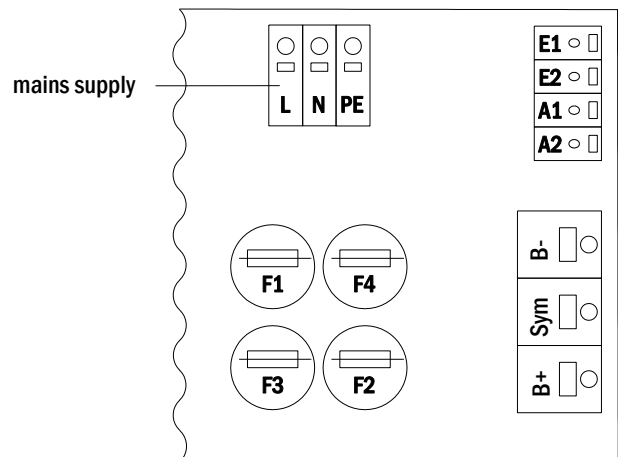 mains supply
L N PE
E1
E2
A1
A2
F1 F4
F3 F2
B-
Sym
B+